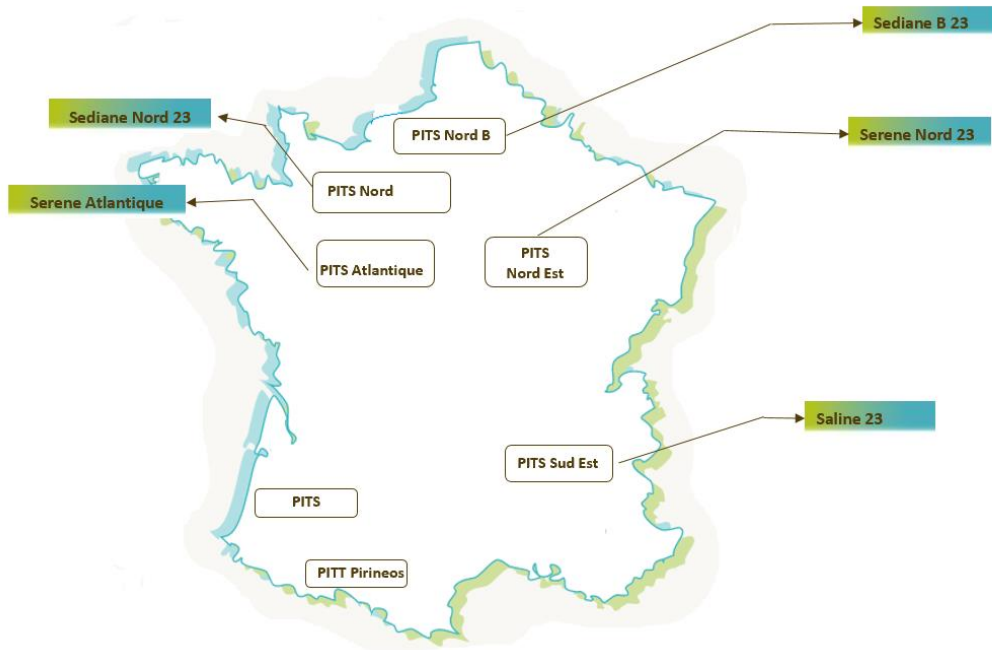 Sediane B 23
Sediane Nord 23
PITS Nord B
Serene Nord 23
PITS Nord
Serene Atlantique
PITS Atlantique
PITS
Nord Est
Saline 23
PITS Sud Est
PITS
PITT Pirineos